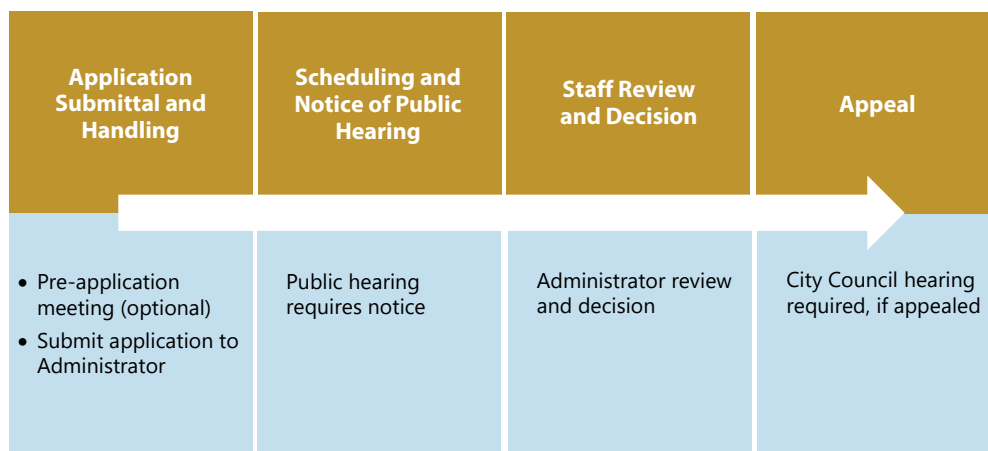 Application
Submittal and
Handling
Scheduling and
Notice of Public
Hearing
Staff Review
and Decision
Appeal
• Pre-application
meeting (optional)
• Submit application to
Administrator
Public hearing
requires notice
Administrator review
and decision
City Council hearing
required, if appealed